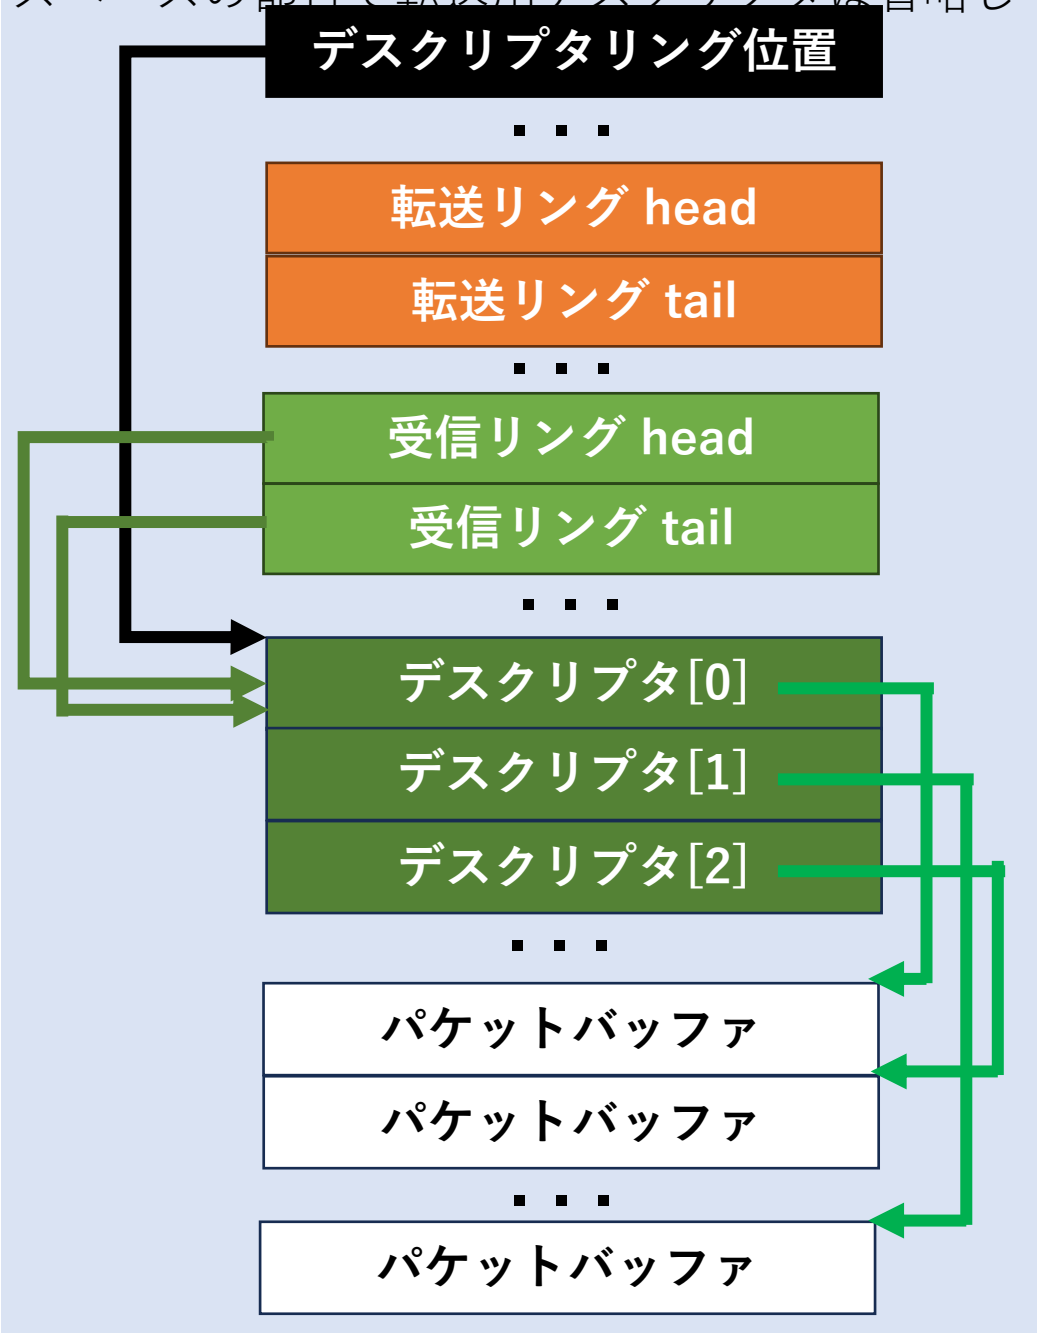 デスクリプタリング位置
・・・
転送リング head
転送リング tail
・・・
受信リング head
受信リング tail
・・・
デスクリプタ[0]
デスクリプタ[1]
デスクリプタ[2]
・・・
パケットバッファ
パケットバッファ
・・・
パケットバッファ